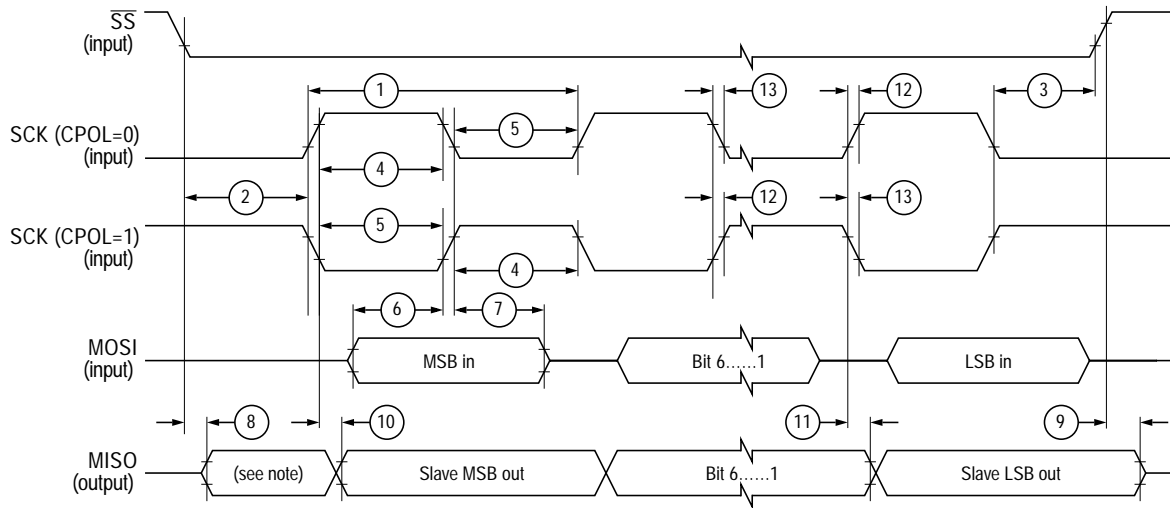 SS
(input)
1
13
12
3
SCK (CPOL=0)
(input)
5
4
2
12
13
SCK (CPOL=1)
(input)
5
4
6
7
MOSI
(input)
MSB in
Bit 6......1
LSB in
8
10
11
9
MISO
(output)
(see note)
Slave MSB out
Bit 6......1
Slave LSB out